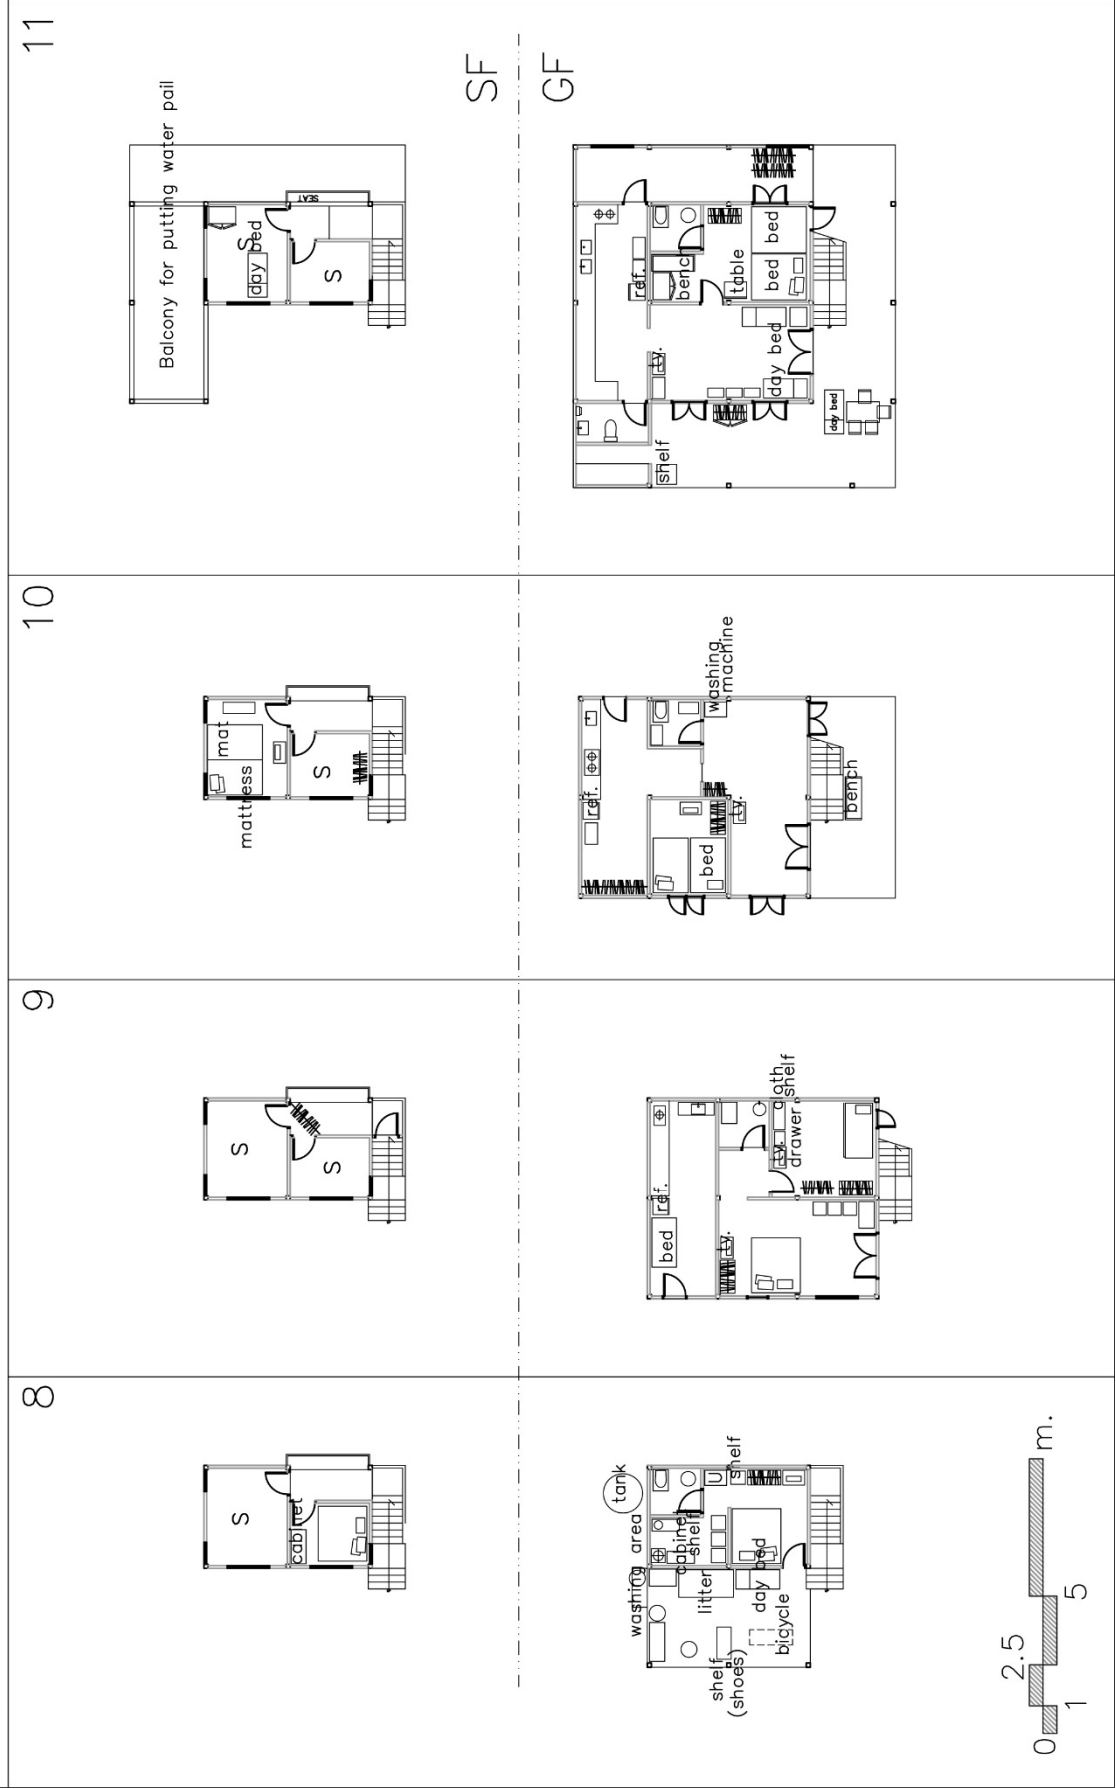 8
S
cabinet
tank
washing area
shelf
cabinet
shelf
litter
day bed
bicycle
shelf
(shoes)
0
1
2.5
5
m.
9
S
S
ref.
bed
t.v.
t.v.
cloth
shelf
drawer
10
mat
mattress
S
washing
machine
ref.
t.v.
bed
bench
11
Balcony for putting water pail
S
day bed
SEAT
S
SF
GF
ref.
bench
table
bed
bed
t.v.
day bed
day bed
shelf